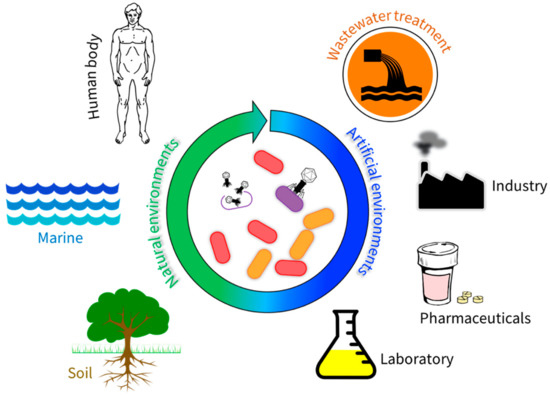 Human body
Wastewater treatment
Natural environments
Artificial environments
Marine
Industry
Pharmaceuticals
Soil
Laboratory